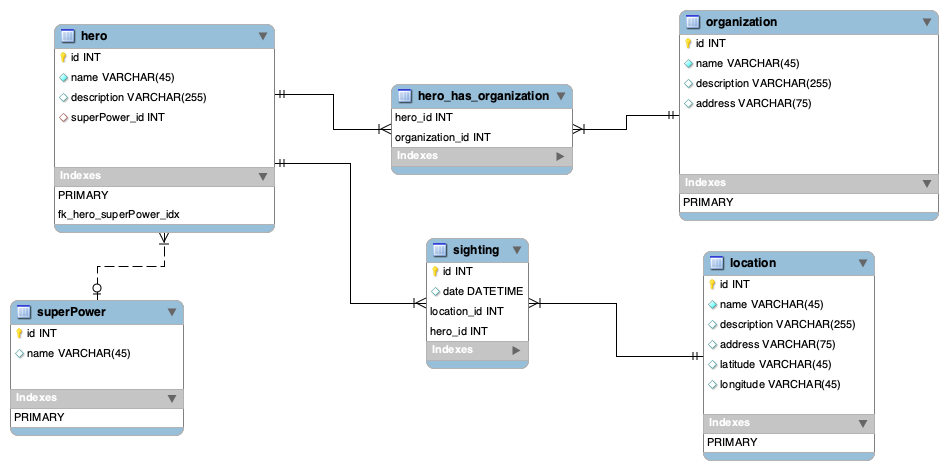 hero
id INT
name VARCHAR(45)
description VARCHAR(255)
superPower_id INT
Indexes
PRIMARY
fk_hero_superPower_idx
hero_has_organization
hero_id INT
organization_id INT
Indexes
organization
id INT
name VARCHAR(45)
description VARCHAR(255)
address VARCHAR(75)
Indexes
PRIMARY
superPower
id INT
name VARCHAR(45)
Indexes
PRIMARY
sighting
id INT
date DATETIME
location_id INT
hero_id INT
Indexes
location
id INT
name VARCHAR(45)
description VARCHAR(255)
address VARCHAR(75)
latitude VARCHAR(45)
longitude VARCHAR(45)
Indexes
PRIMARY